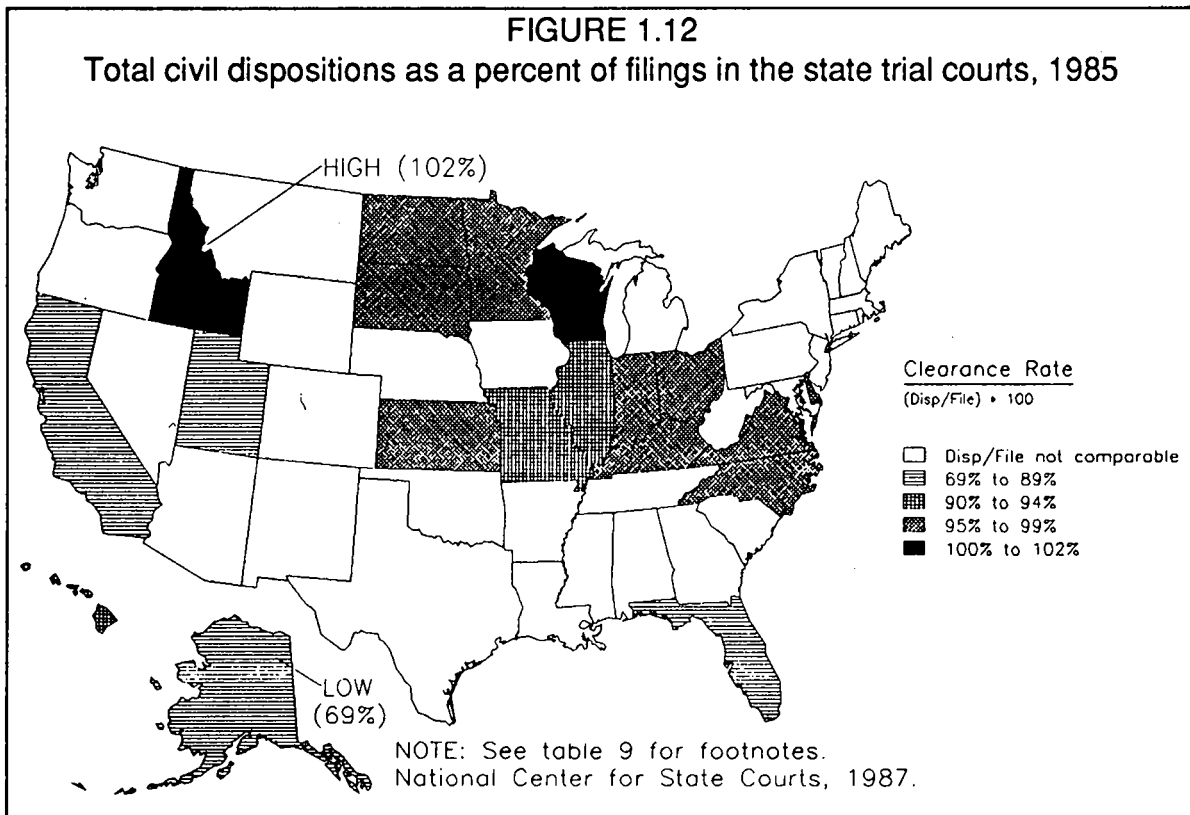 FIGURE 1.12
Total civil dispositions as a percent of filings in the state trial courts, 1985
HIGH (102%)
Clearance Rate
(Disp/File) * 100
Disp/File not comparable
69% to 89%
90% to 94%
95% to 99%
100% to 102%
LOW
(69%)
NOTE: See table 9 for footnotes.
National Center for State Courts, 1987.